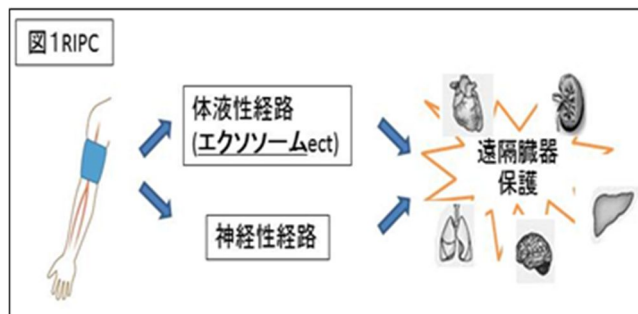 図1RIPC
体液性経路
(エクソソームect)
神経性経路
遠隔臓器
保護